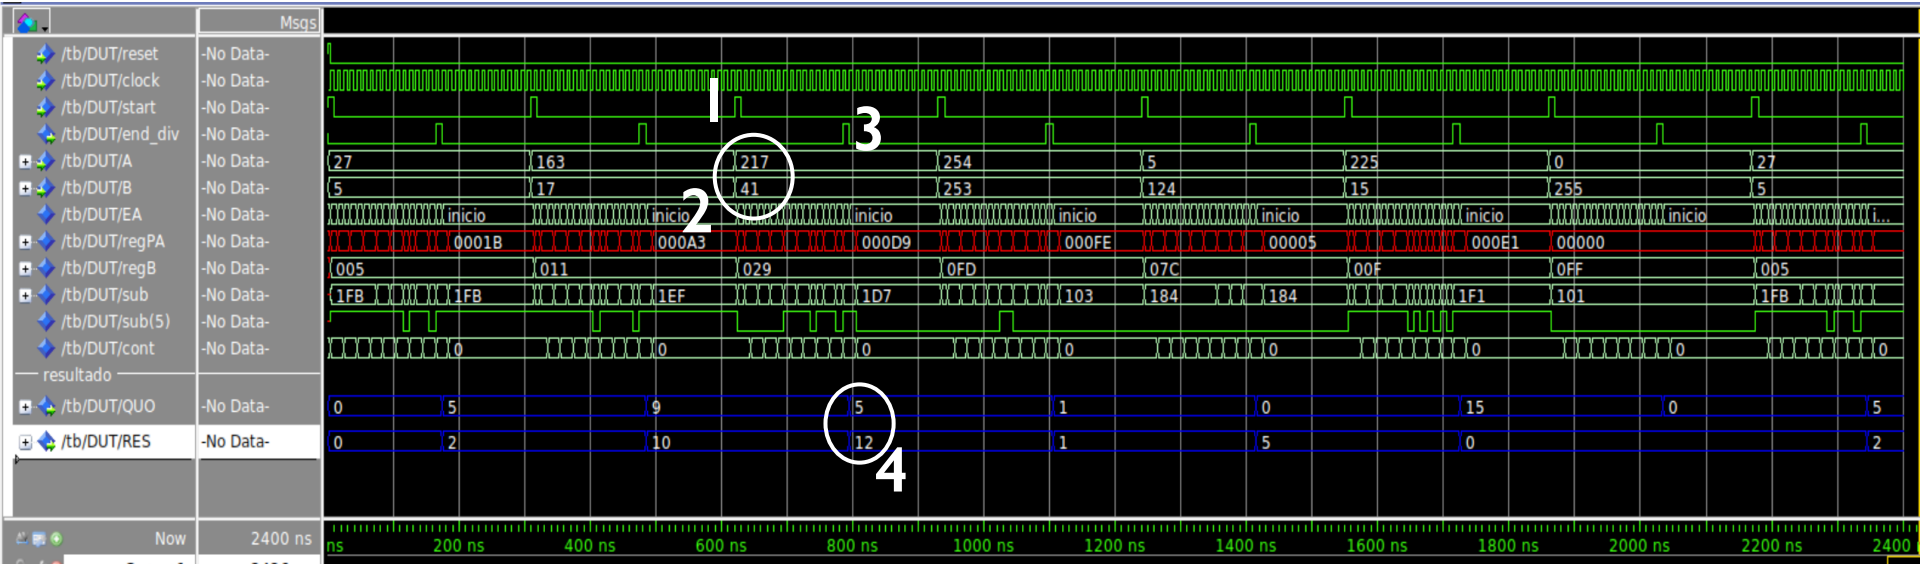 Msgs
/tb/DUT/reset -No Data-
/tb/DUT/clock -No Data-
/tb/DUT/start -No Data- 1
/tb/DUT/end_div -No Data- 3
/tb/DUT/A -No Data- 27 163 217 254 5 225 0 27
/tb/DUT/B -No Data- 5 17 41 253 124 15 255 5
/tb/DUT/EA -No Data- inicio inicio 2 inicio inicio inicio inicio inicio i...
/tb/DUT/regPA -No Data- 0001B 000A3 000D9 000FE 00005 000E1 00000
/tb/DUT/regB -No Data- 005 011 029 0FD 07C 00F 0FF 005
/tb/DUT/sub -No Data- 1FB 1FB 1EF 1D7 103 184 184 1F1 101 1FB
/tb/DUT/sub(5) -No Data-
/tb/DUT/cont -No Data- 0 0 0 0 0 0 0 0
resultado
/tb/DUT/QUO -No Data- 0 5 9 5 1 0 15 0 5
/tb/DUT/RES -No Data- 0 2 10 12 1 5 0 2
4
Now 2400 ns ns 200 ns 400 ns 600 ns 800 ns 1000 ns 1200 ns 1400 ns 1600 ns 1800 ns 2000 ns 2200 ns 2400